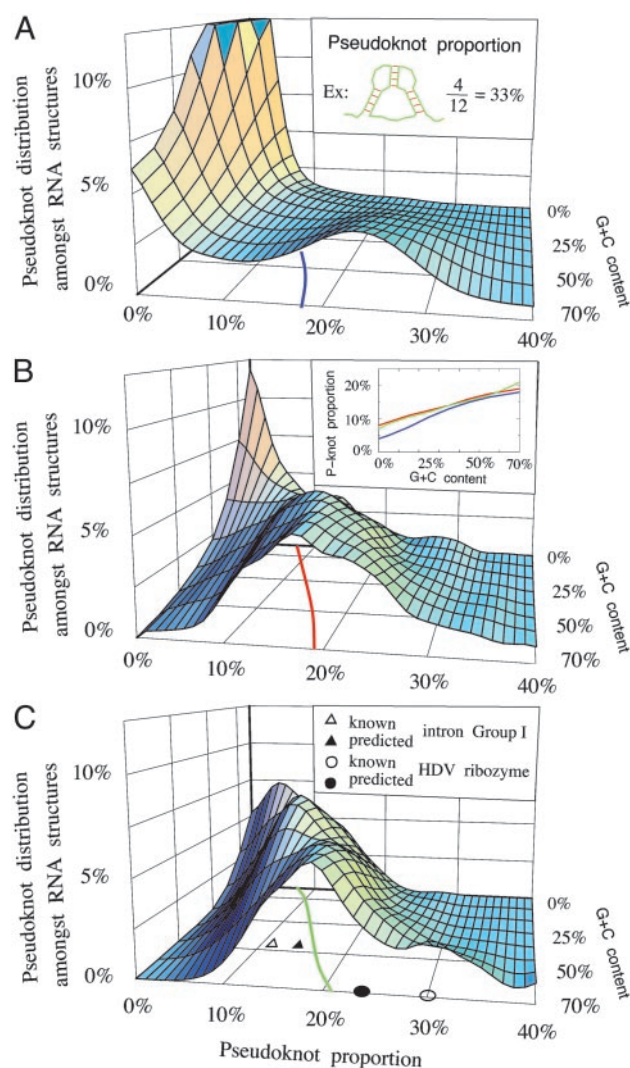 A
Pseudoknot distribution
amongst RNA structures
10%
5%
0%
Pseudoknot proportion
Ex: 4/12 = 33%
0%
25%
50%
70%
G+C content
0%
10%
20%
30%
40%
B
Pseudoknot distribution
amongst RNA structures
10%
5%
0%
P-knot proportion
20%
10%
0%
0%
25%
50%
70%
G+C content
0%
25%
50%
70%
G+C content
0%
10%
20%
30%
40%
C
Pseudoknot distribution
amongst RNA structures
10%
5%
0%
known
predicted
intron Group I
known
predicted
HDV ribozyme
0%
25%
50%
70%
G+C content
0%
10%
20%
30%
40%
Pseudoknot proportion